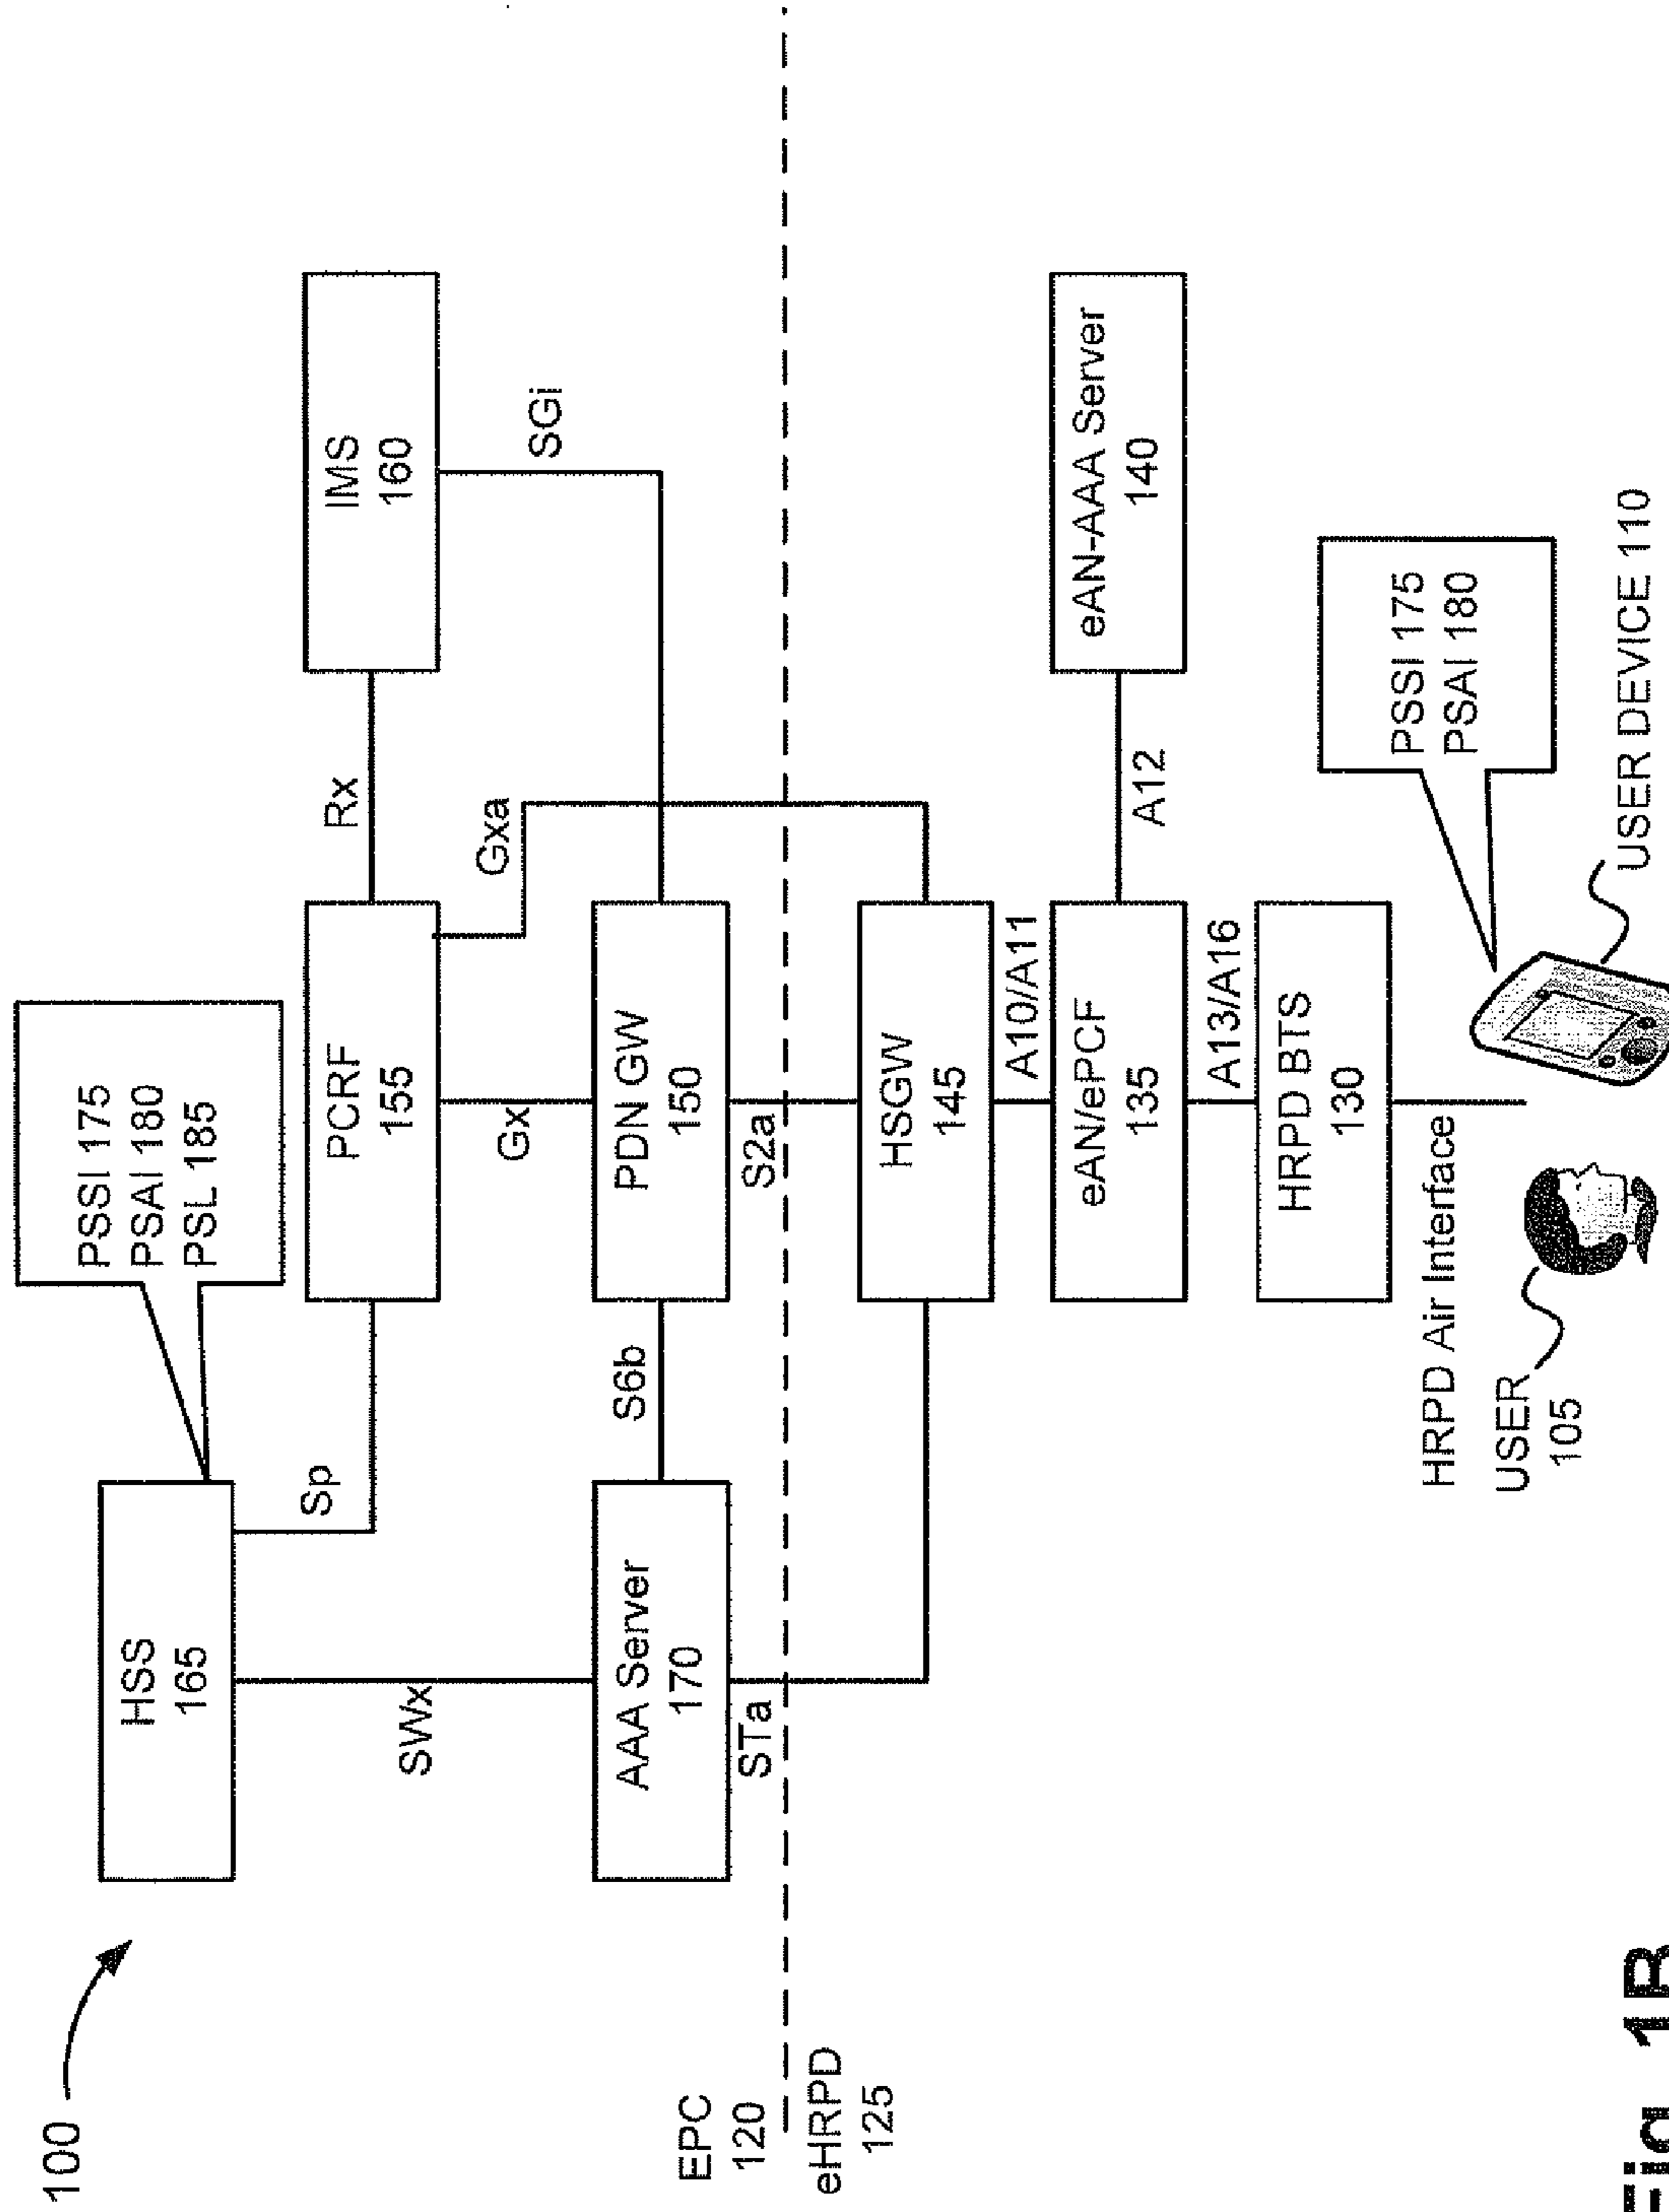 100
PSSI 175
PSAI 180
PSL 185
HSS
165
Sp
PCRF
155
Rx
IMS
160
SWx
Gx
Gxa
SGi
AAA Server
170
S6b
PDN GW
150
EPC
120
STa
S2a
eHRPD
125
HSGW
145
A10/A11
eAN/ePCF
135
A12
eAN-AAA Server
140
A13/A16
HRPD BTS
130
HRPD Air Interface
PSSI 175
PSAI 180
USER
105
USER DEVICE 110
Fig. 1B